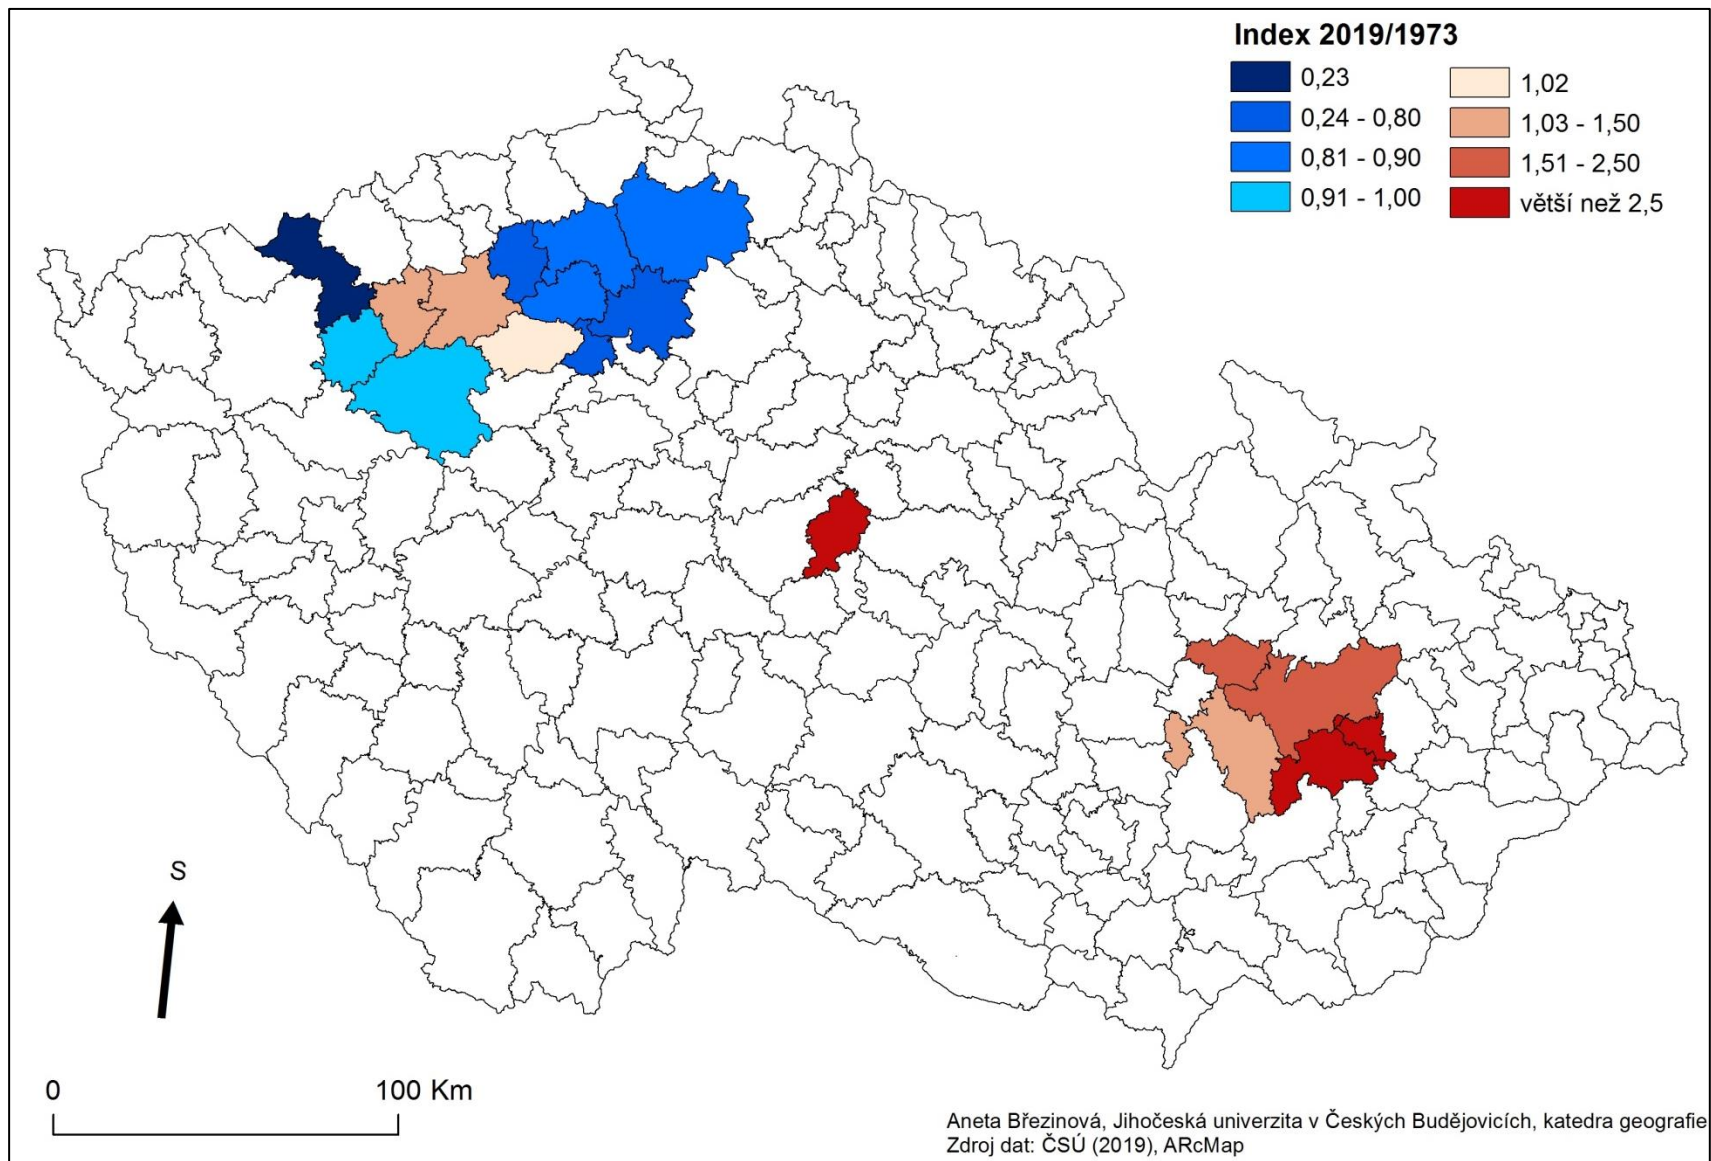 Index 2019/1973
0,23
0,24 - 0,80
0,81 - 0,90
0,91 - 1,00
1,02
1,03 - 1,50
1,51 - 2,50
větší než 2,5
S
0 100 Km
Aneta Březinová, Jihočeská univerzita v Českých Budějovicích, katedra geografie
Zdroj dat: ČSÚ (2019), ARcMap